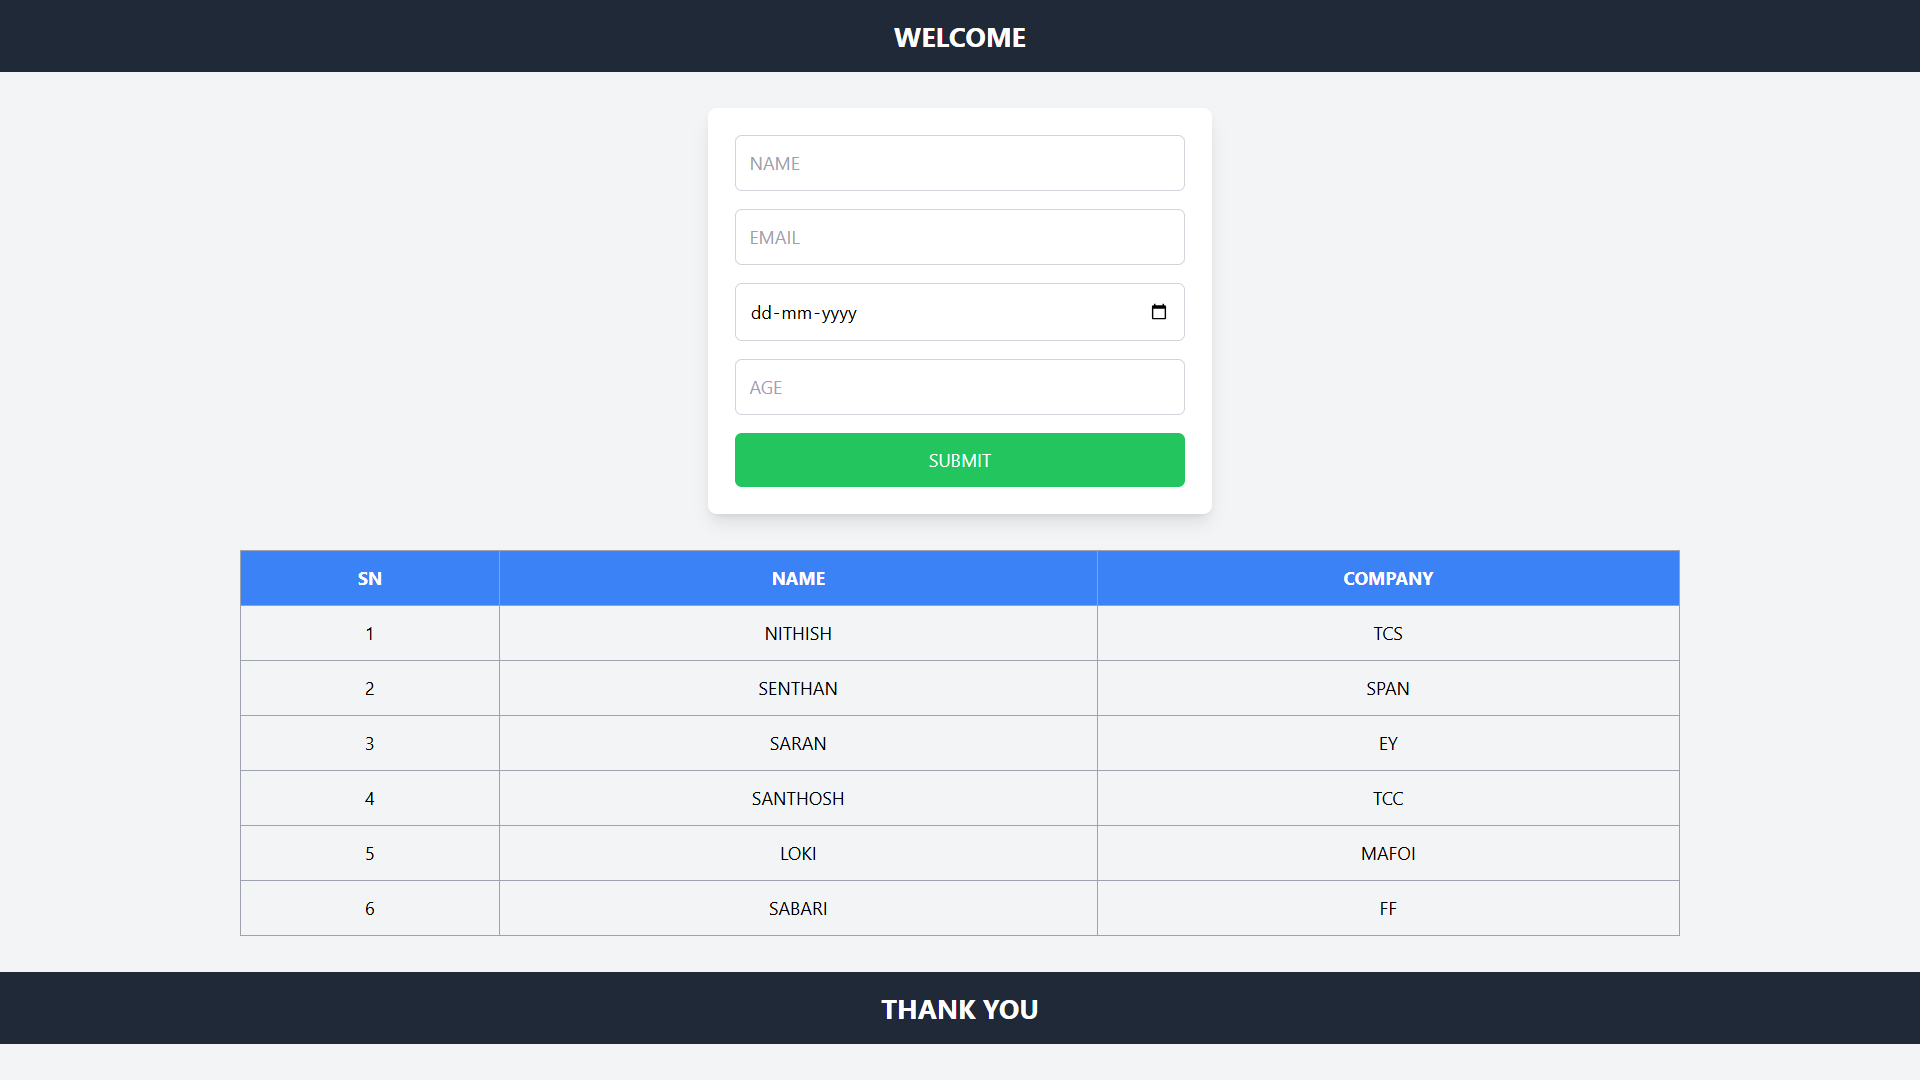 WELCOME
NAME
EMAIL
dd-mm-yyyy
AGE
SUBMIT
SN NAME COMPANY
1 NITHISH TCS
2 SENTHAN SPAN
3 SARAN EY
4 SANTHOSH TCC
5 LOKI MAFOI
6 SABARI FF
THANK YOU